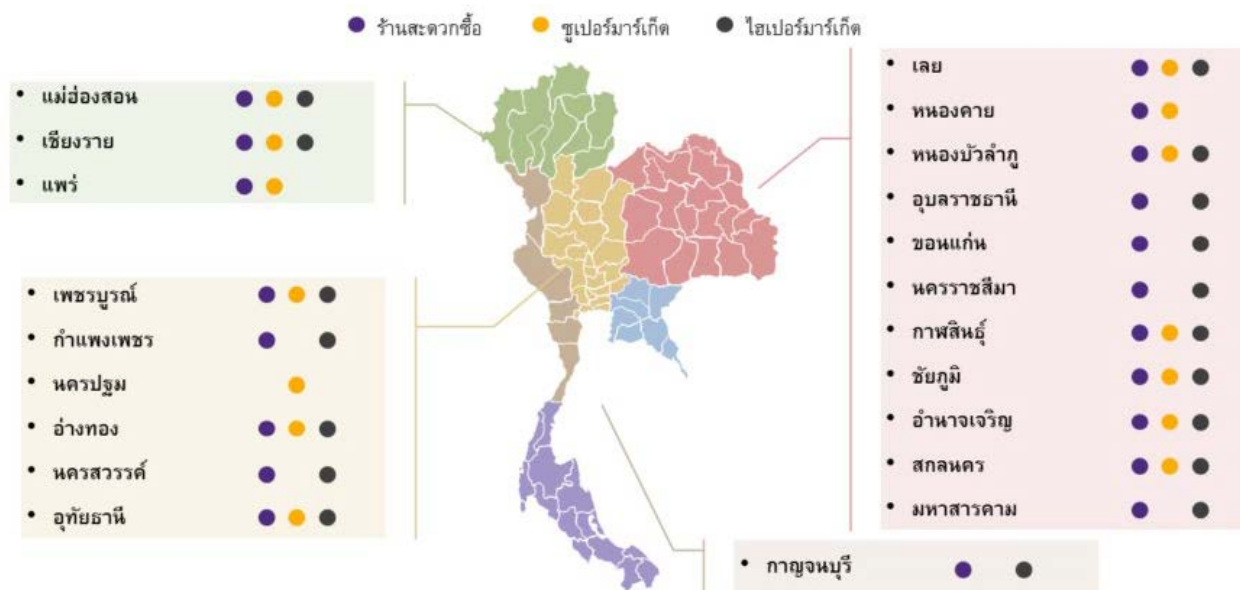 ร้านสะดวกซื้อ ซูเปอร์มาร์เก็ต ไฮเปอร์มาร์เก็ต
แม่ฮ่องสอน
เชียงราย
แพร่
เพชรบูรณ์
กำแพงเพชร
นครปฐม
อ่างทอง
นครสวรรค์
อุทัยธานี
เลย
หนองคาย
หนองบัวลำภู
อุบลราชธานี
ขอนแก่น
นครราชสีมา
กาฬสินธุ์
ชัยภูมิ
อำนาจเจริญ
สกลนคร
มหาสารคาม
กาญจนบุรี